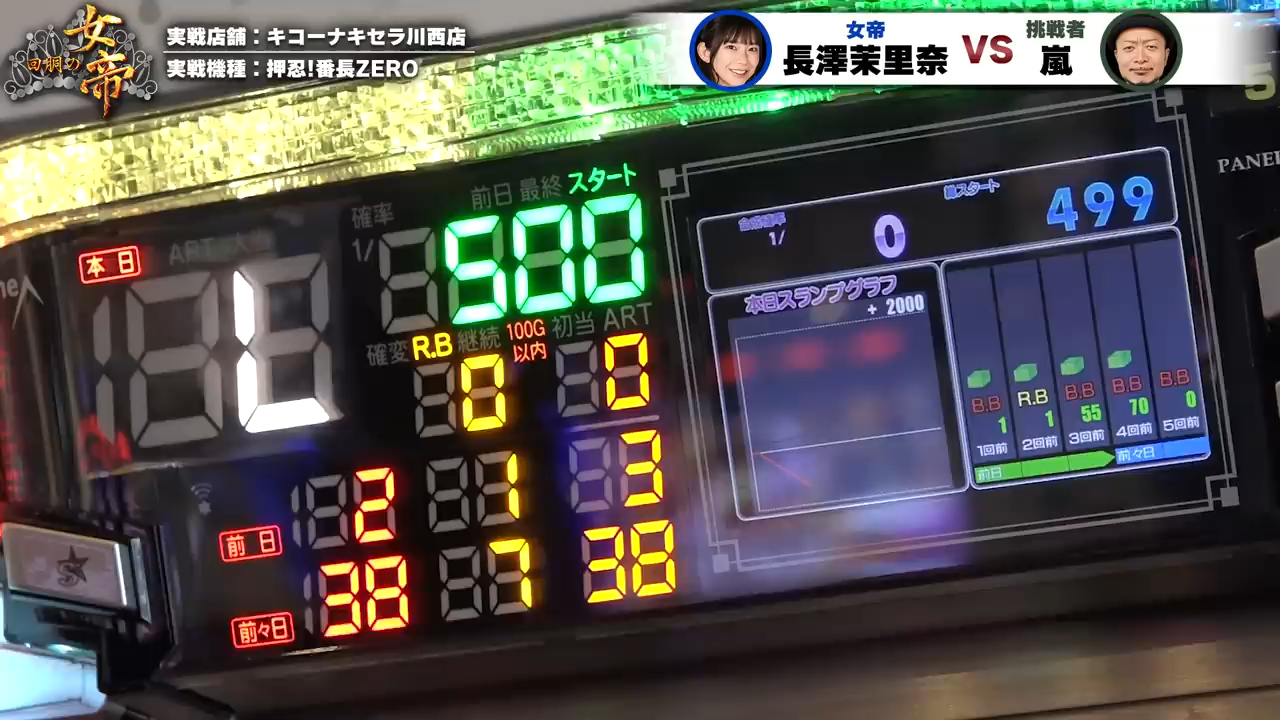 回胴の
女帝
実戦店舗：キコーナキセラ川西店
実戦機種：押忍!番長ZERO
女帝
長澤茉里奈
VS
挑戦者
嵐
PANEL
本日
ART
確率
1/
前日 最終 スタート
500
L
確変 R.B 継続 100G以内 初当 ART
0 0
前日
2 1 3
前々日
38 7 38
合成確率
1/
0
総スタート
499
本日スランプグラフ
+ 2000
B.B R.B B.B B.B B.B
1 1 55 70 0
1回前 2回前 3回前 4回前 5回前
前日 前々日
S